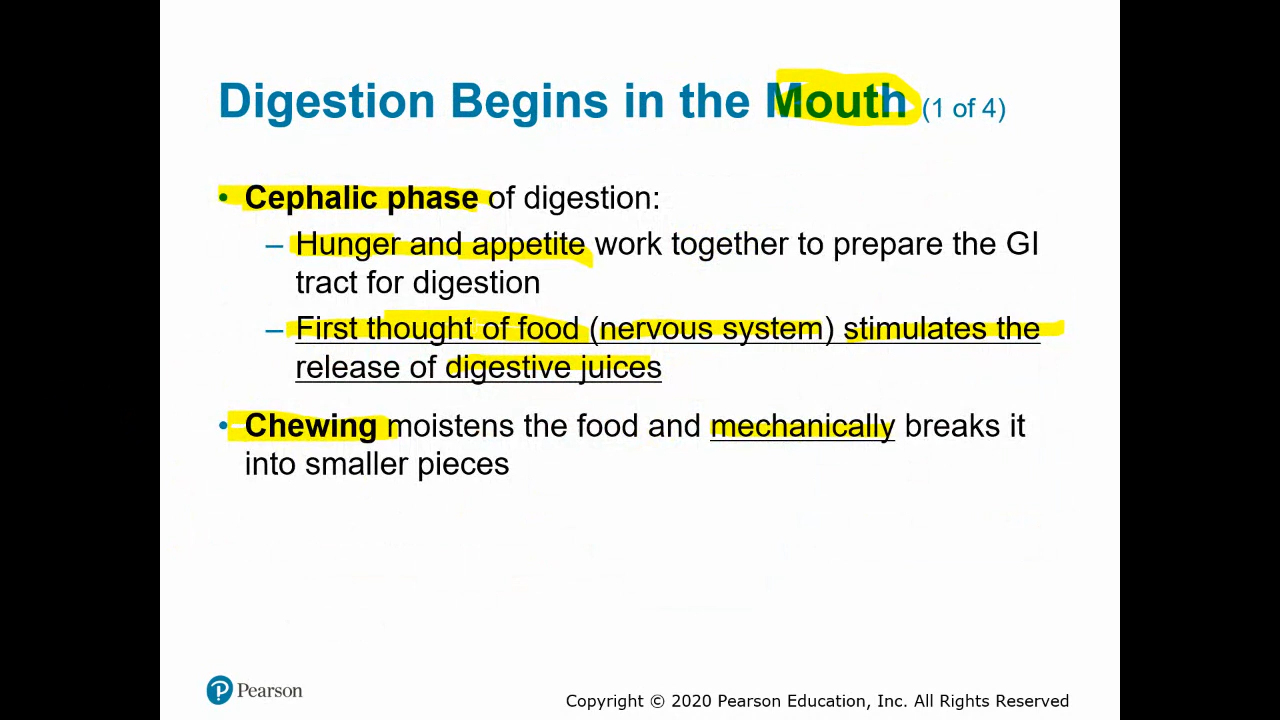 Digestion Begins in the Mouth (1 of 4)
• Cephalic phase of digestion:
– Hunger and appetite work together to prepare the GI
tract for digestion
– First thought of food (nervous system) stimulates the
release of digestive juices
• Chewing moistens the food and mechanically breaks it
into smaller pieces
Pearson
Copyright © 2020 Pearson Education, Inc. All Rights Reserved